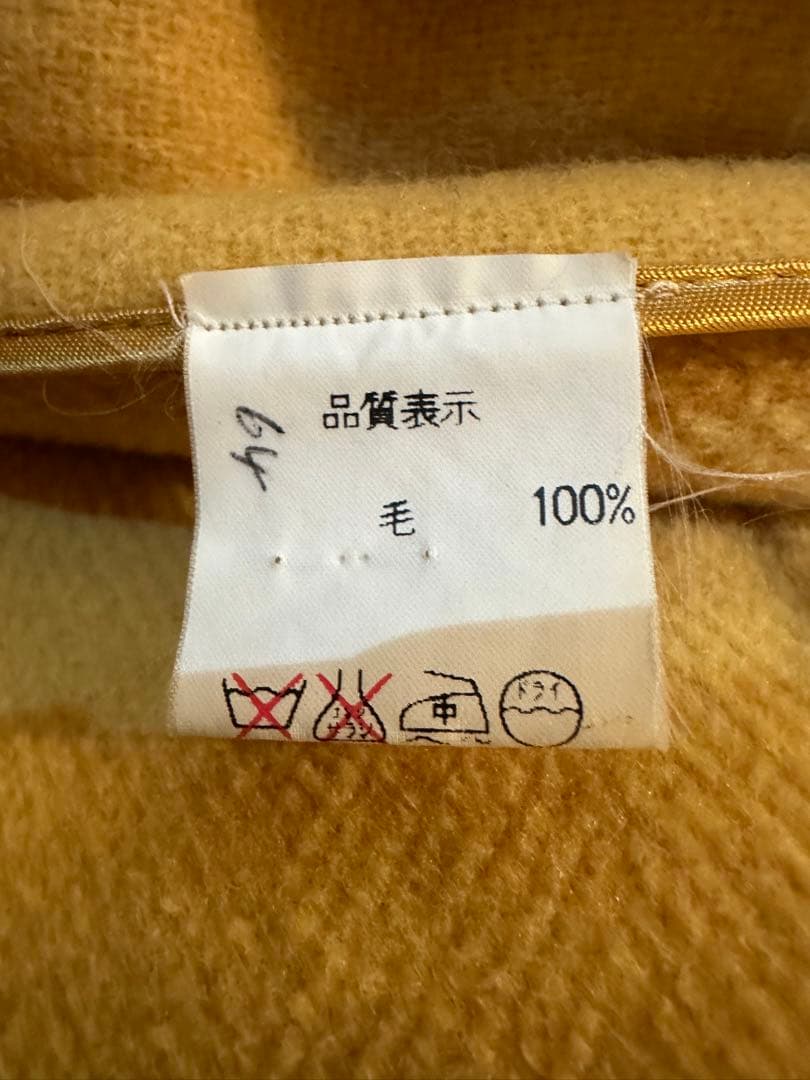 品質表示
毛 100%
中
ドライ